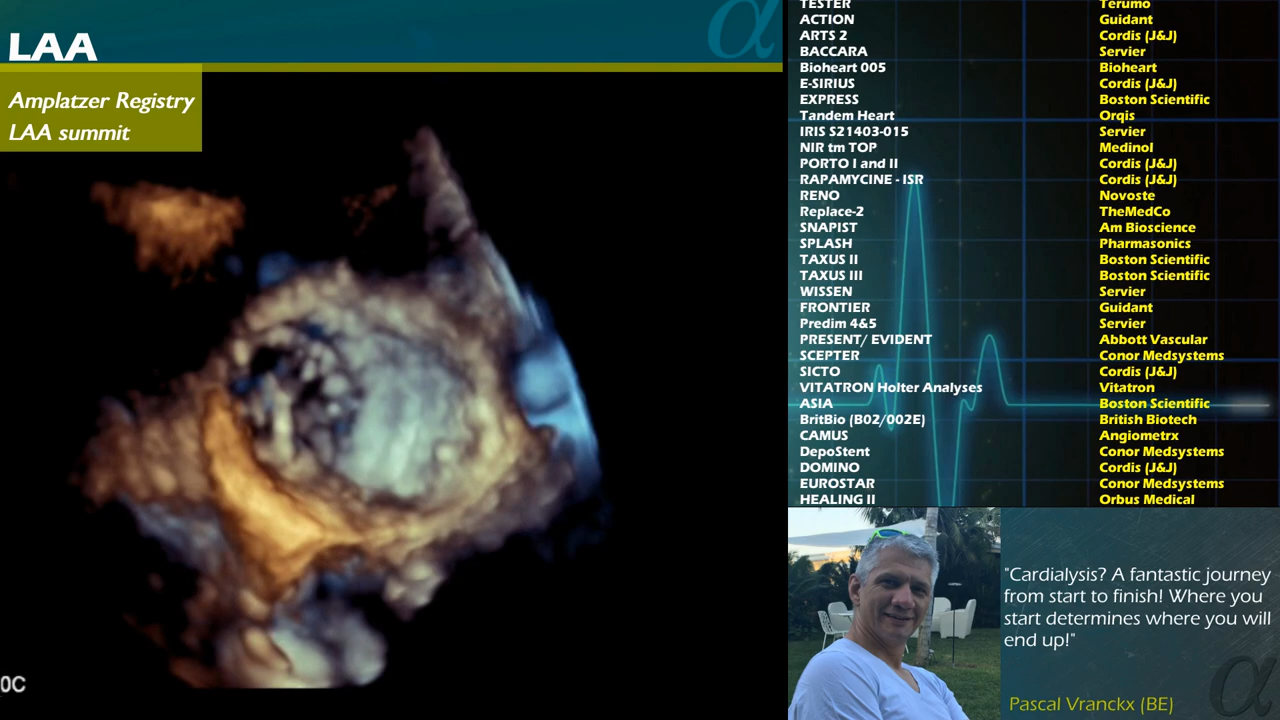 LAA
Amplatzer Registry
LAA summit
0C
TESTER Terumo
ACTION Guidant
ARTS 2 Cordis (J&J)
BACCARA Servier
Bioheart 005 Bioheart
E-SIRIUS Cordis (J&J)
EXPRESS Boston Scientific
Tandem Heart Orqis
IRIS S21403-015 Servier
NIR tm TOP Medinol
PORTO I and II Cordis (J&J)
RAPAMYCINE - ISR Cordis (J&J)
RENO Novoste
Replace-2 TheMedCo
SNAPIST Am Bioscience
SPLASH Pharmasonics
TAXUS II Boston Scientific
TAXUS III Boston Scientific
WISSEN Servier
FRONTIER Guidant
Predim 4&5 Servier
PRESENT/ EVIDENT Abbott Vascular
SCEPTER Conor Medsystems
SICTO Cordis (J&J)
VITATRON Holter Analyses Vitatron
ASIA Boston Scientific
BritBio (B02/002E) British Biotech
CAMUS Angiometrx
DepoStent Conor Medsystems
DOMINO Cordis (J&J)
EUROSTAR Conor Medsystems
HEALING II Orbus Medical
"Cardialysis? A fantastic journey
from start to finish! Where you
start determines where you will
end up!"
Pascal Vranckx (BE)